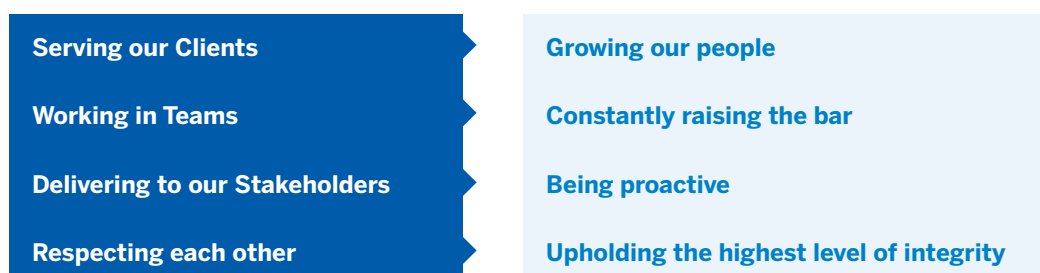 Serving our Clients
Growing our people
Working in Teams
Constantly raising the bar
Delivering to our Stakeholders
Being proactive
Respecting each other
Upholding the highest level of integrity